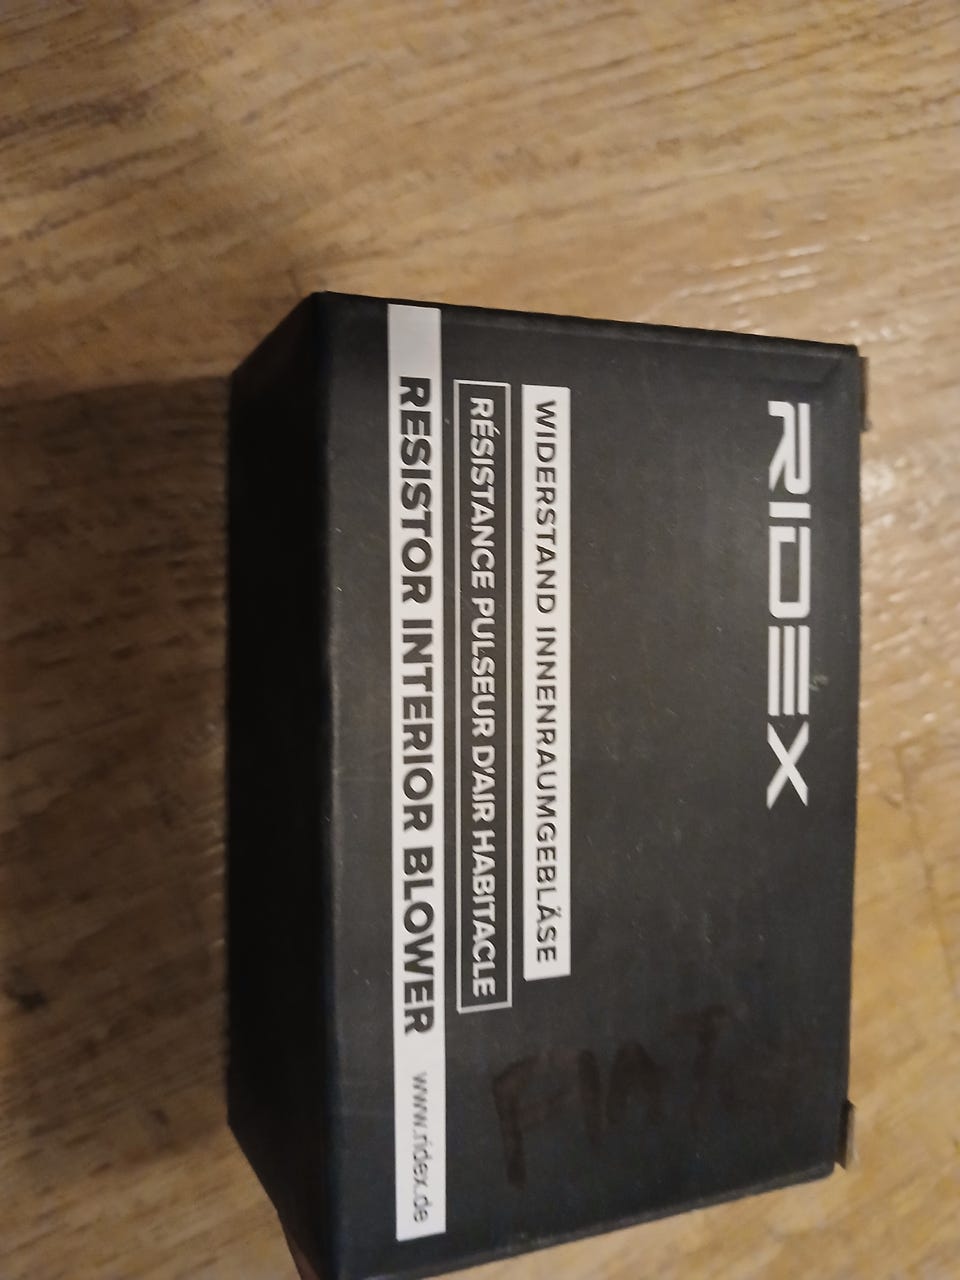 RIDEX
WIDERSTAND INNENRAUMGEBLÄSE
RÉSISTANCE PULSEUR D'AIR HABITACLE
RESISTOR INTERIOR BLOWER www.ridex.de
FIAT